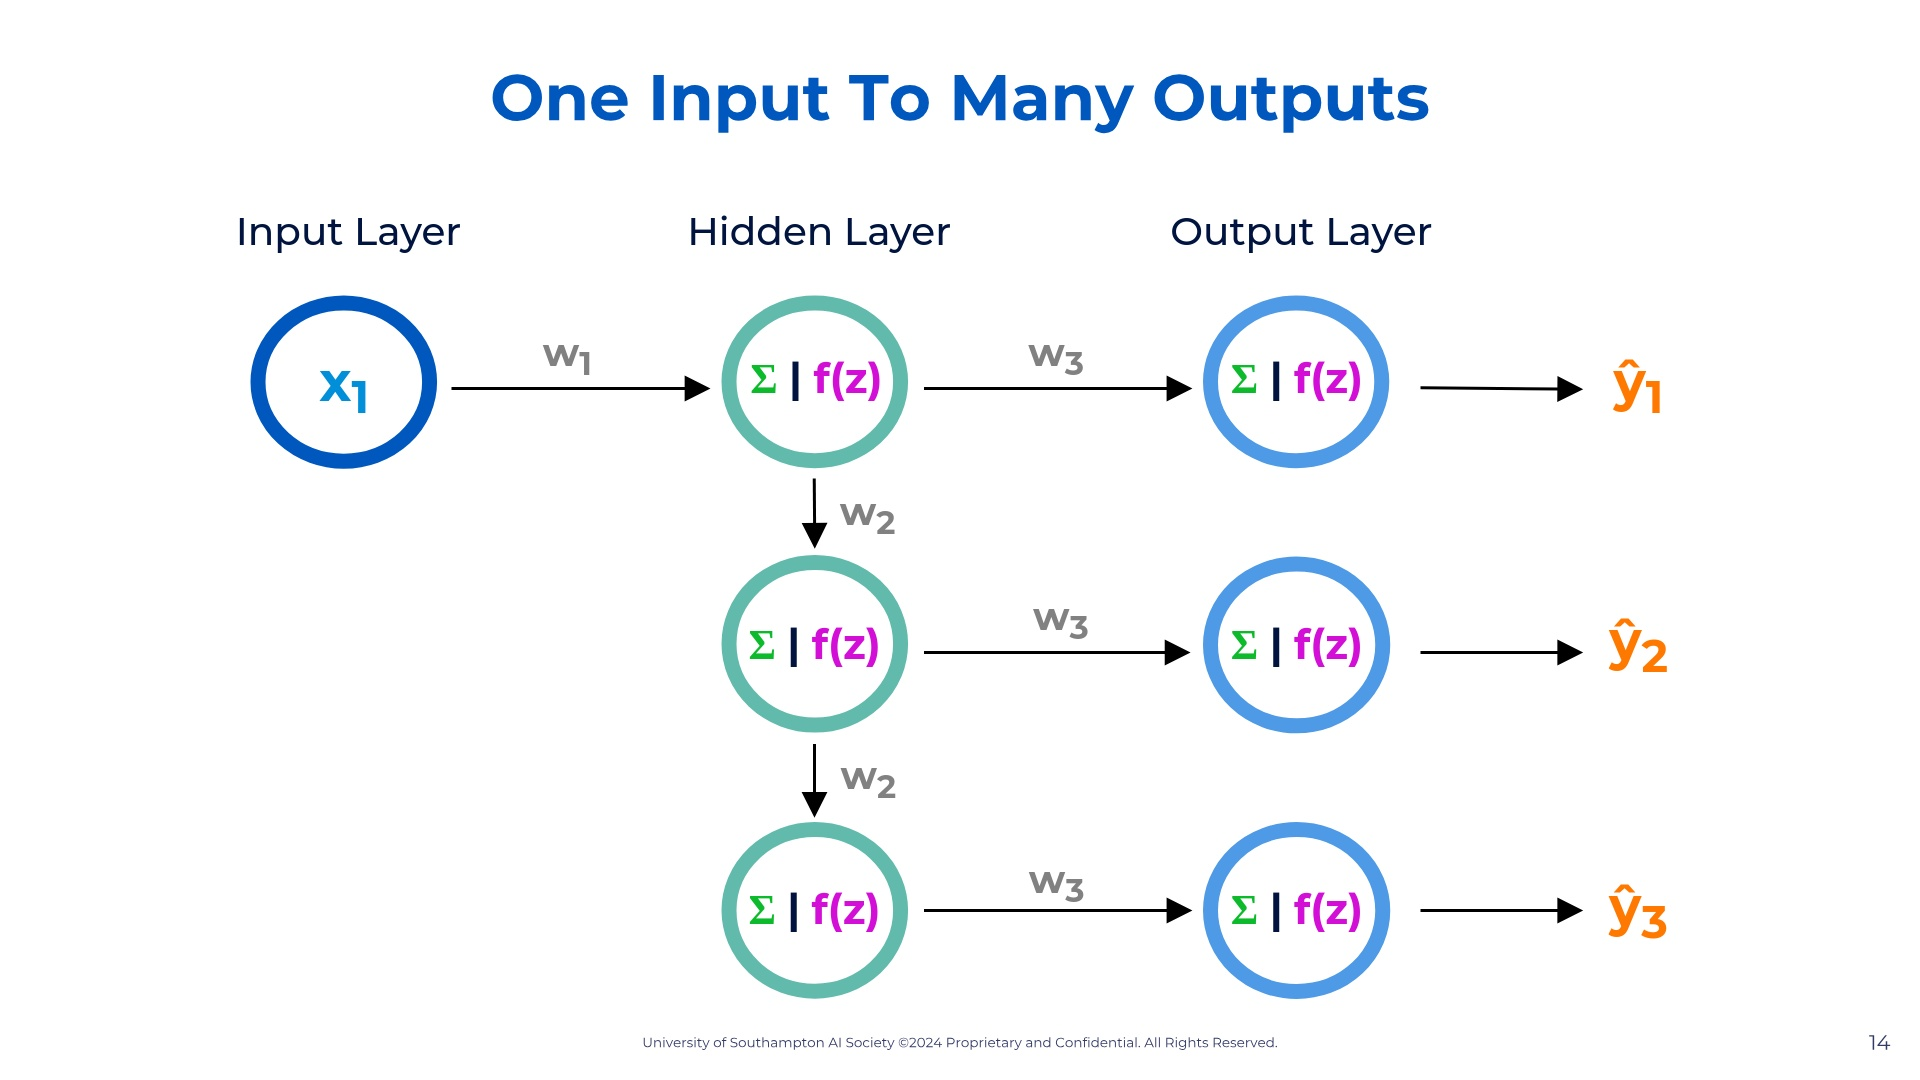 One Input To Many Outputs
Input Layer Hidden Layer Output Layer
x₁ w₁ Σ | f(z) w₃ Σ | f(z) ŷ₁
w₂
Σ | f(z) w₃ Σ | f(z) ŷ₂
w₂
Σ | f(z) w₃ Σ | f(z) ŷ₃
University of Southampton AI Society ©2024 Proprietary and Confidential. All Rights Reserved.
14